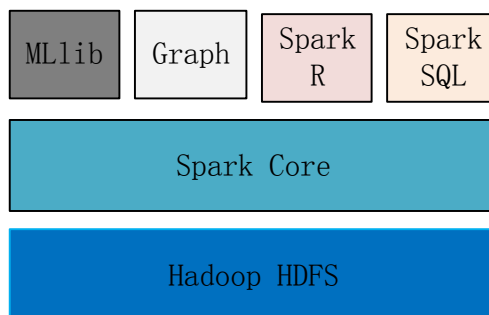 MLlib
Graph
Spark
R
Spark
SQL
Spark Core
Hadoop HDFS